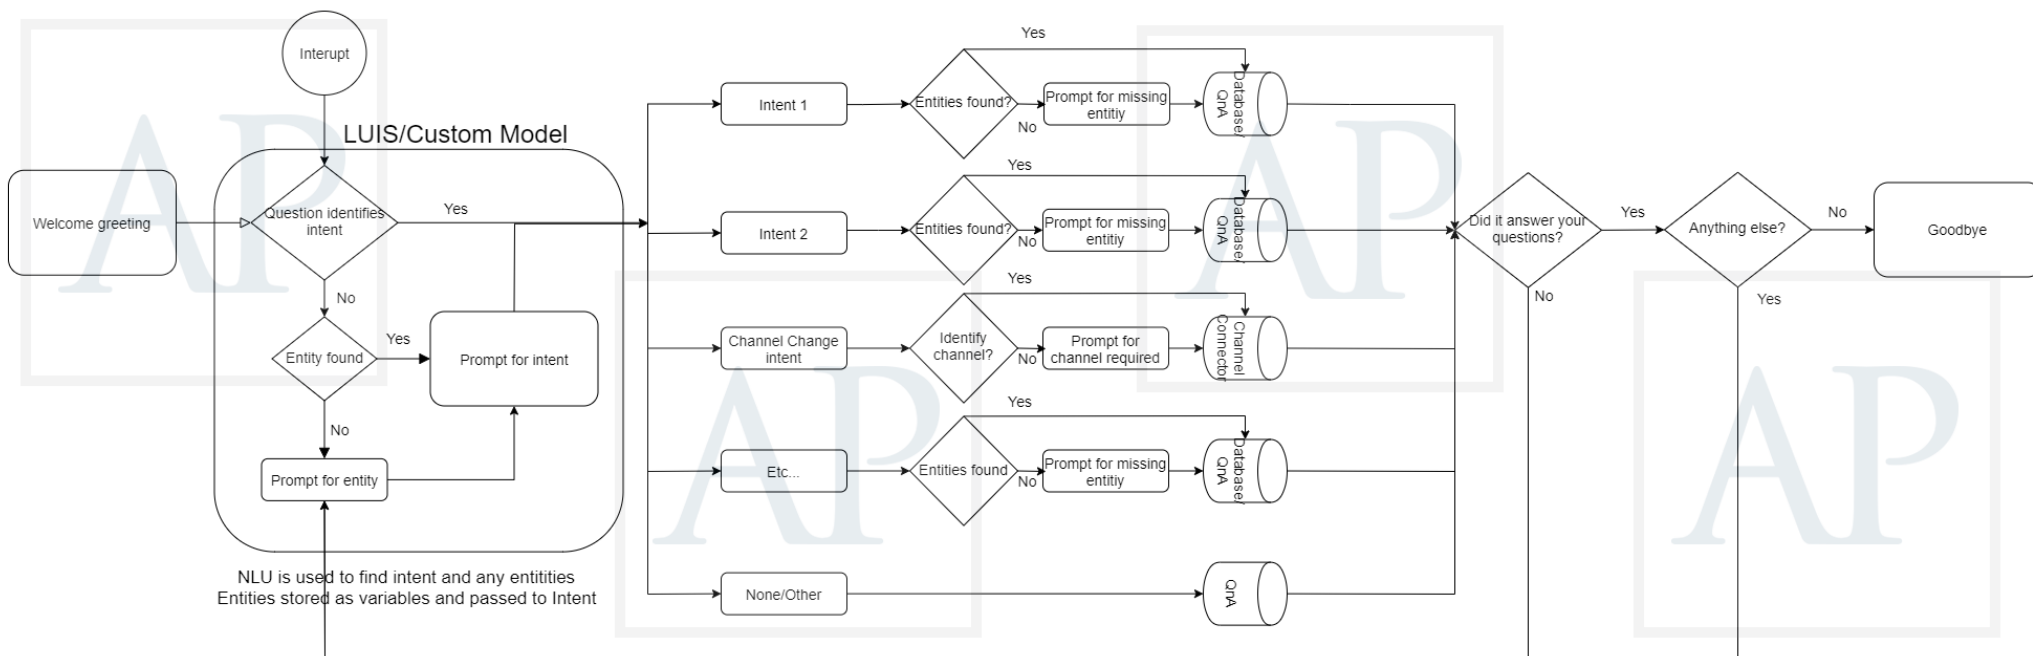 Interupt
LUIS/Custom Model
Welcome greeting
Question identifies
intent
Yes
No
Entity found
Yes
Prompt for intent
No
Prompt for entity
NLU is used to find intent and any entitities
Entities stored as variables and passed to Intent
Intent 1
Entities found?
Yes
No
Prompt for missing
entitiy
Database/
QnA
Intent 2
Entities found?
Yes
No
Prompt for missing
entitiy
Database/
QnA
Channel Change
intent
Identify
channel?
Yes
No
Prompt for
channel required
Channel
Connector
Etc...
Entities found
Yes
No
Prompt for missing
entitiy
Database/
QnA
None/Other
QnA
Did it answer your
questions?
Yes
No
Anything else?
No
Yes
Goodbye
AP
AP
AP
AP